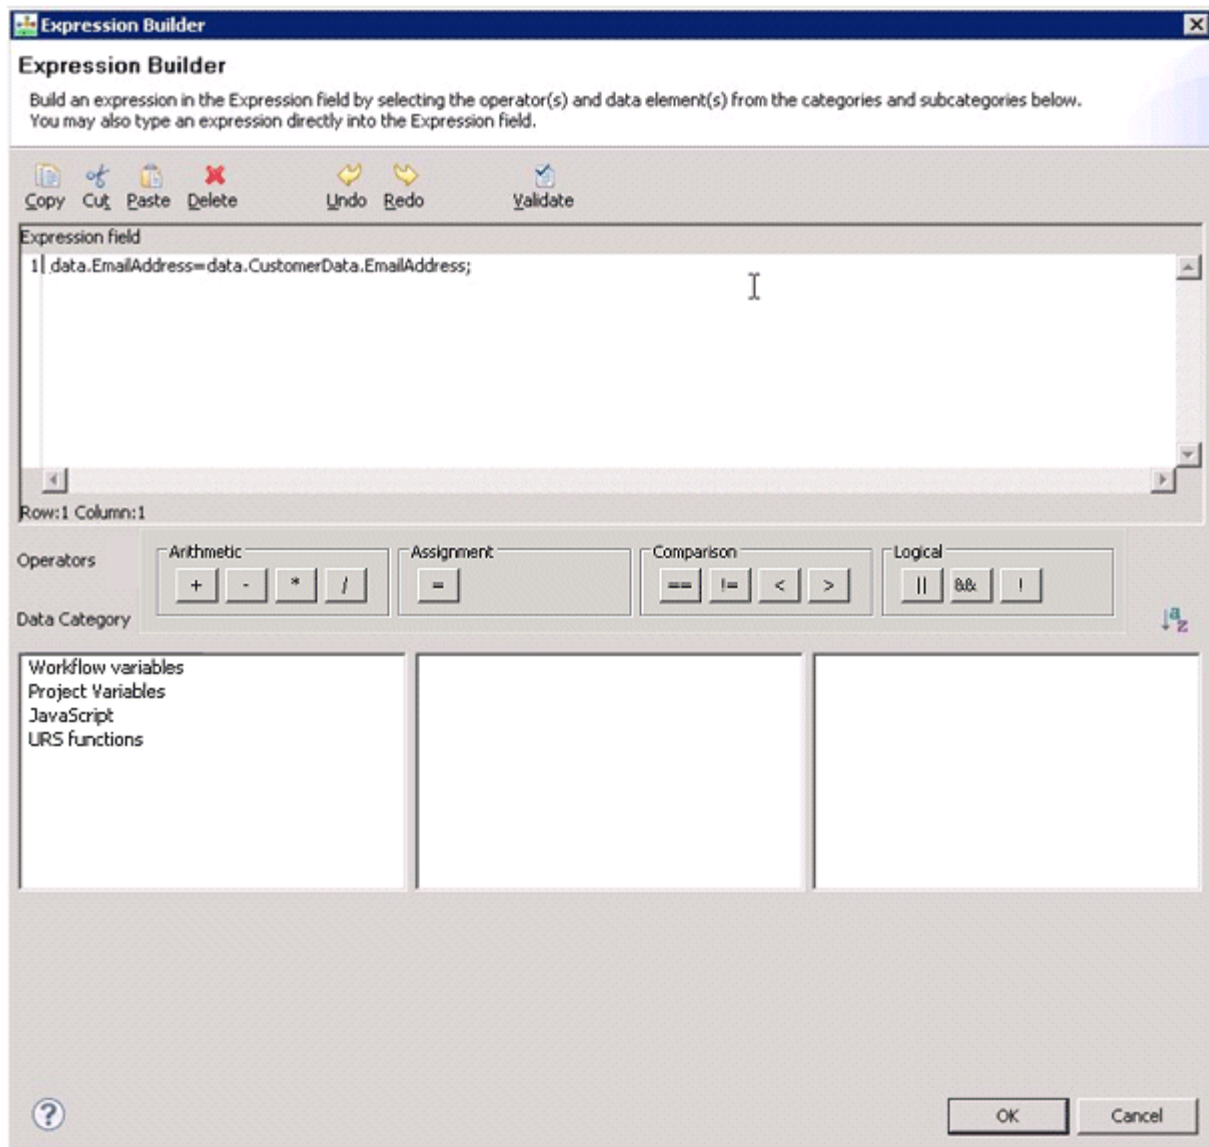 Expression Builder
Expression Builder
Build an expression in the Expression field by selecting the operator(s) and data element(s) from the categories and subcategories below.
You may also type an expression directly into the Expression field.
Copy Cut Paste Delete Undo Redo Validate
Expression field
1 data.EmailAddress=data.CustomerData.EmailAddress;
Row:1 Column:1
Operators
Arithmetic Assignment Comparison Logical
+ - * / = == != < > || && !
Data Category
a
z
Workflow variables
Project Variables
JavaScript
URS functions
?
OK Cancel